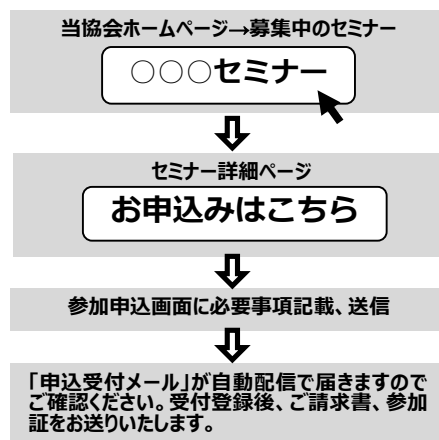 当協会ホームページ→募集中のセミナー
○○○セミナー
セミナー詳細ページ
お申込みはこちら
参加申込画面に必要事項記載、送信
「申込受付メール」が自動配信で届きますので
ご確認ください。受付登録後、ご請求書、参加
証をお送りいたします。